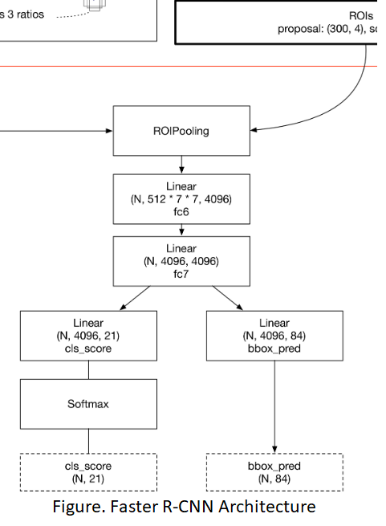 s 3 ratios
ROIs
proposal: (300, 4), sc
ROIPooling
Linear
(N, 512 * 7 * 7, 4096)
fc6
Linear
(N, 4096, 4096)
fc7
Linear
(N, 4096, 21)
cls_score
Linear
(N, 4096, 84)
bbox_pred
Softmax
cls_score
(N, 21)
bbox_pred
(N, 84)
Figure. Faster R-CNN Architecture